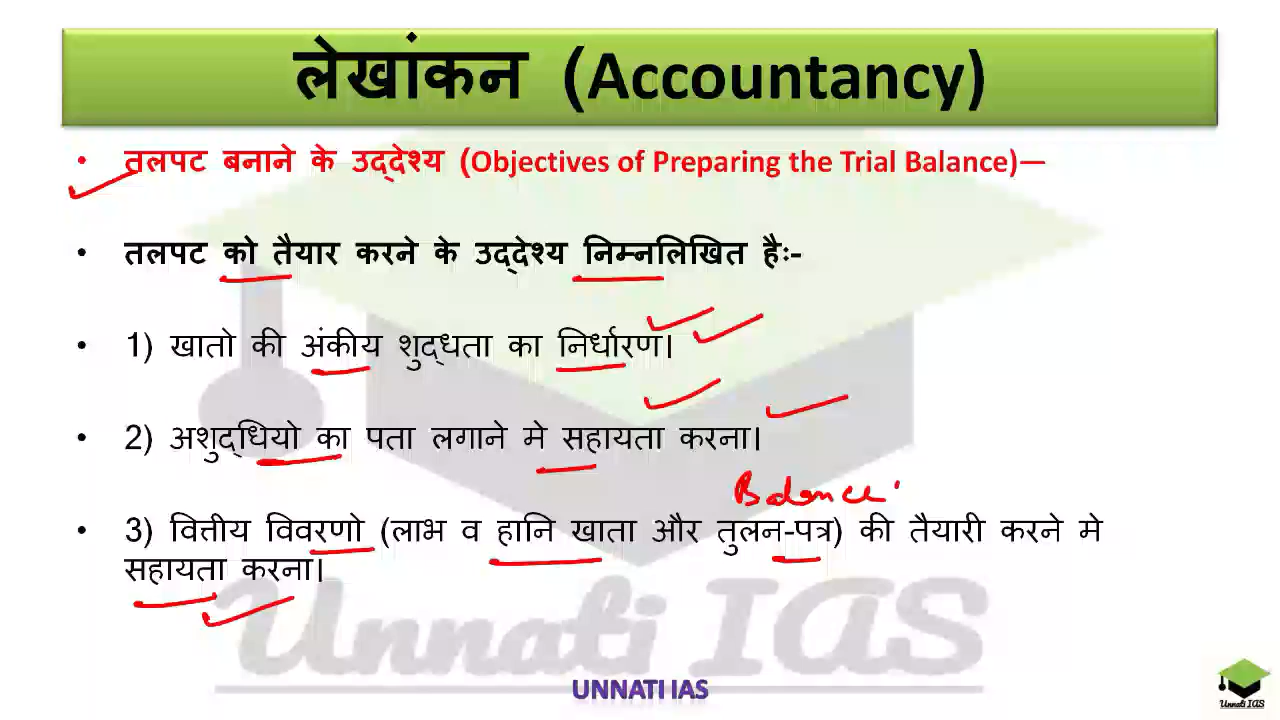 लेखांकन (Accountancy)
• तलपट बनाने के उद्देश्य (Objectives of Preparing the Trial Balance)—
• तलपट को तैयार करने के उद्देश्य निम्नलिखित हैः-
• 1) खातो की अंकीय शुद्धता का निर्धारण।
• 2) अशुद्धियो का पता लगाने मे सहायता करना।
Balance
• 3) वित्तीय विवरणो (लाभ व हानि खाता और तुलन-पत्र) की तैयारी करने मे
सहायता करना।
Unnati IAS
UNNATI IAS
Unnati IAS